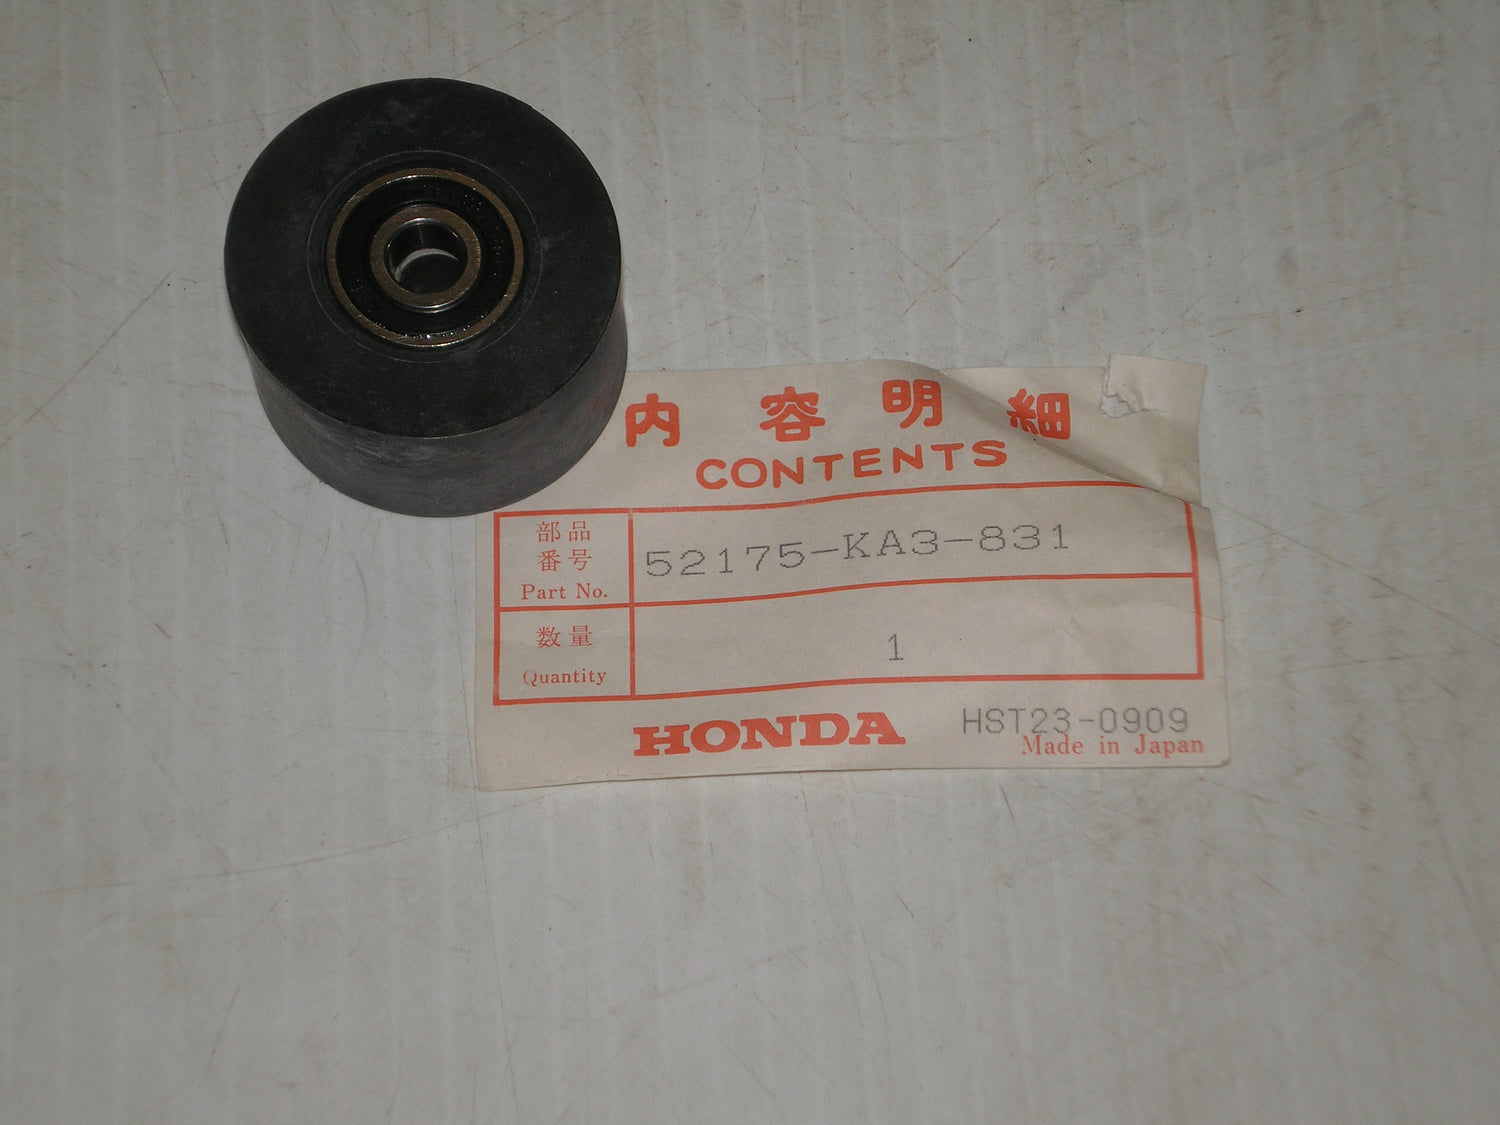 内容明細
CONTENTS
部品
番号
Part No.
52175-KA3-831
数量
Quantity
1
HONDA
HST23-0909
Made in Japan